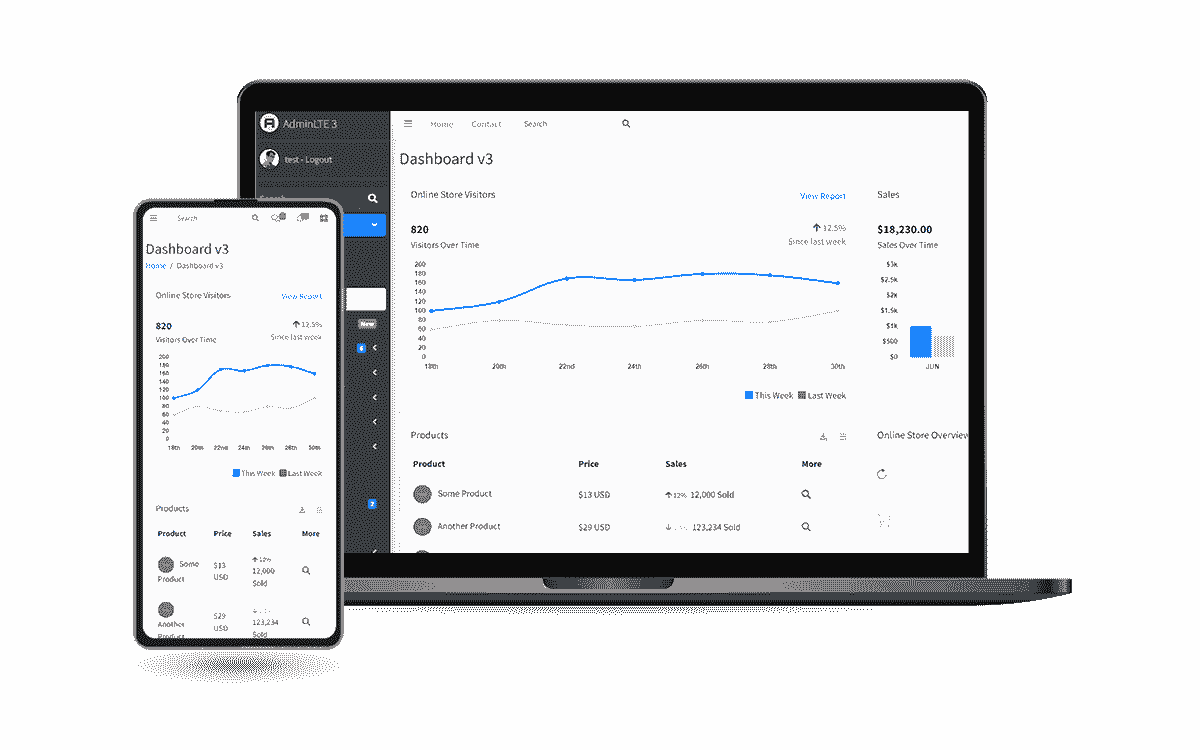 AdminLTE 3
test - Logout
Search
New
6
?
Home Contact Search
Dashboard v3
Online Store Visitors View Report
820
Visitors Over Time
12.5%
Since last week
200
180
160
140
120
100
80
60
40
20
0
18th 20th 22nd 24th 26th 28th 30th
This Week Last Week
Sales
$18,230.00
Sales Over Time
$3k
$2.5k
$2k
$1.5k
$1k
$500
$0
JUN
Products
Product Price Sales More
Some Product $13 USD 12% 12,000 Sold
Another Product $29 USD 123,234 Sold
Online Store Overview
Search
Dashboard v3
Home / Dashboard v3
Online Store Visitors View Report
820
Visitors Over Time
12.5%
Since last week
200
180
160
140
120
100
80
60
40
20
0
18th 20th 22nd 24th 26th 28th 30th
This Week Last Week
Products
Product Price Sales More
Some
Product
$13
USD
12%
12,000
Sold
Another
Product
$29
USD
123,234
Sold